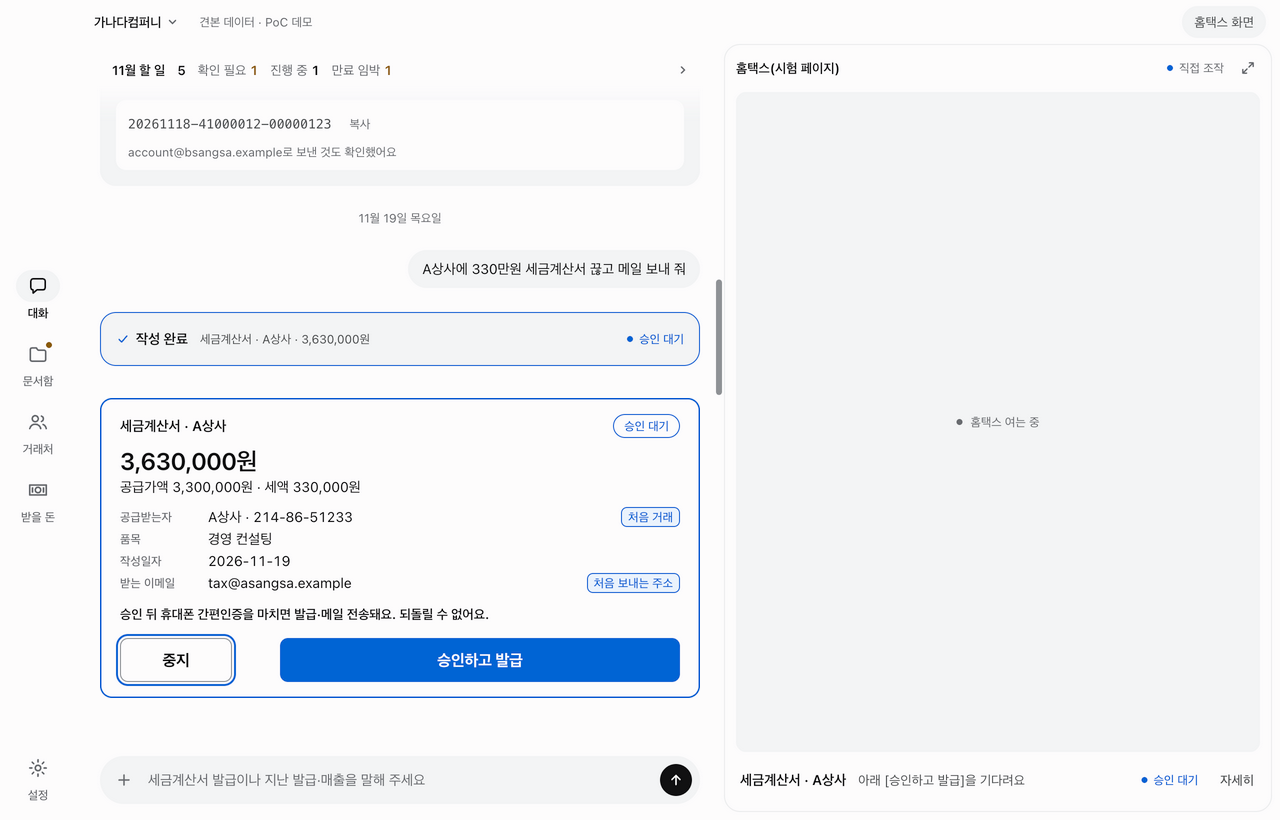 가나다컴퍼니 견본 데이터 · PoC 데모
홈택스 화면
11월 할 일 5 확인 필요 1 진행 중 1 만료 임박 1
20261118-41000012-00000123 복사
account@bsangsa.example로 보낸 것도 확인했어요
11월 19일 목요일
A상사에 330만원 세금계산서 끊고 메일 보내 줘
작성 완료 세금계산서 · A상사 · 3,630,000원 승인 대기
세금계산서 · A상사 승인 대기
3,630,000원
공급가액 3,300,000원 · 세액 330,000원
공급받는자 A상사 · 214-86-51233 처음 거래
품목 경영 컨설팅
작성일자 2026-11-19
받는 이메일 tax@asangsa.example 처음 보내는 주소
승인 뒤 휴대폰 간편인증을 마치면 발급·메일 전송돼요. 되돌릴 수 없어요.
중지 승인하고 발급
세금계산서 발급이나 지난 발급·매출을 말해 주세요
대화
문서함
거래처
받을 돈
설정
홈택스(시험 페이지) 직접 조작
홈택스 여는 중
세금계산서 · A상사 아래 [승인하고 발급]을 기다려요 승인 대기 자세히